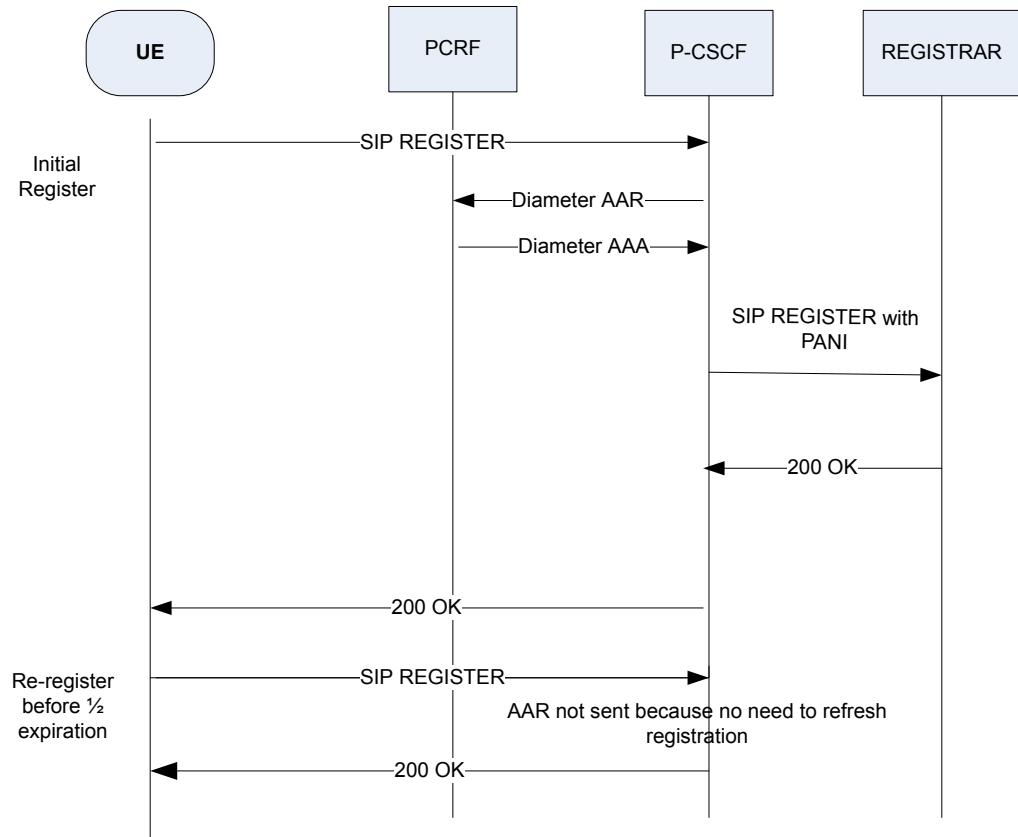 UE
PCRF
P-CSCF
REGISTRAR
Initial
Register
SIP REGISTER
Diameter AAR
Diameter AAA
SIP REGISTER with
PANI
200 OK
200 OK
Re-register
before ½
expiration
SIP REGISTER
AAR not sent because no need to refresh
registration
200 OK